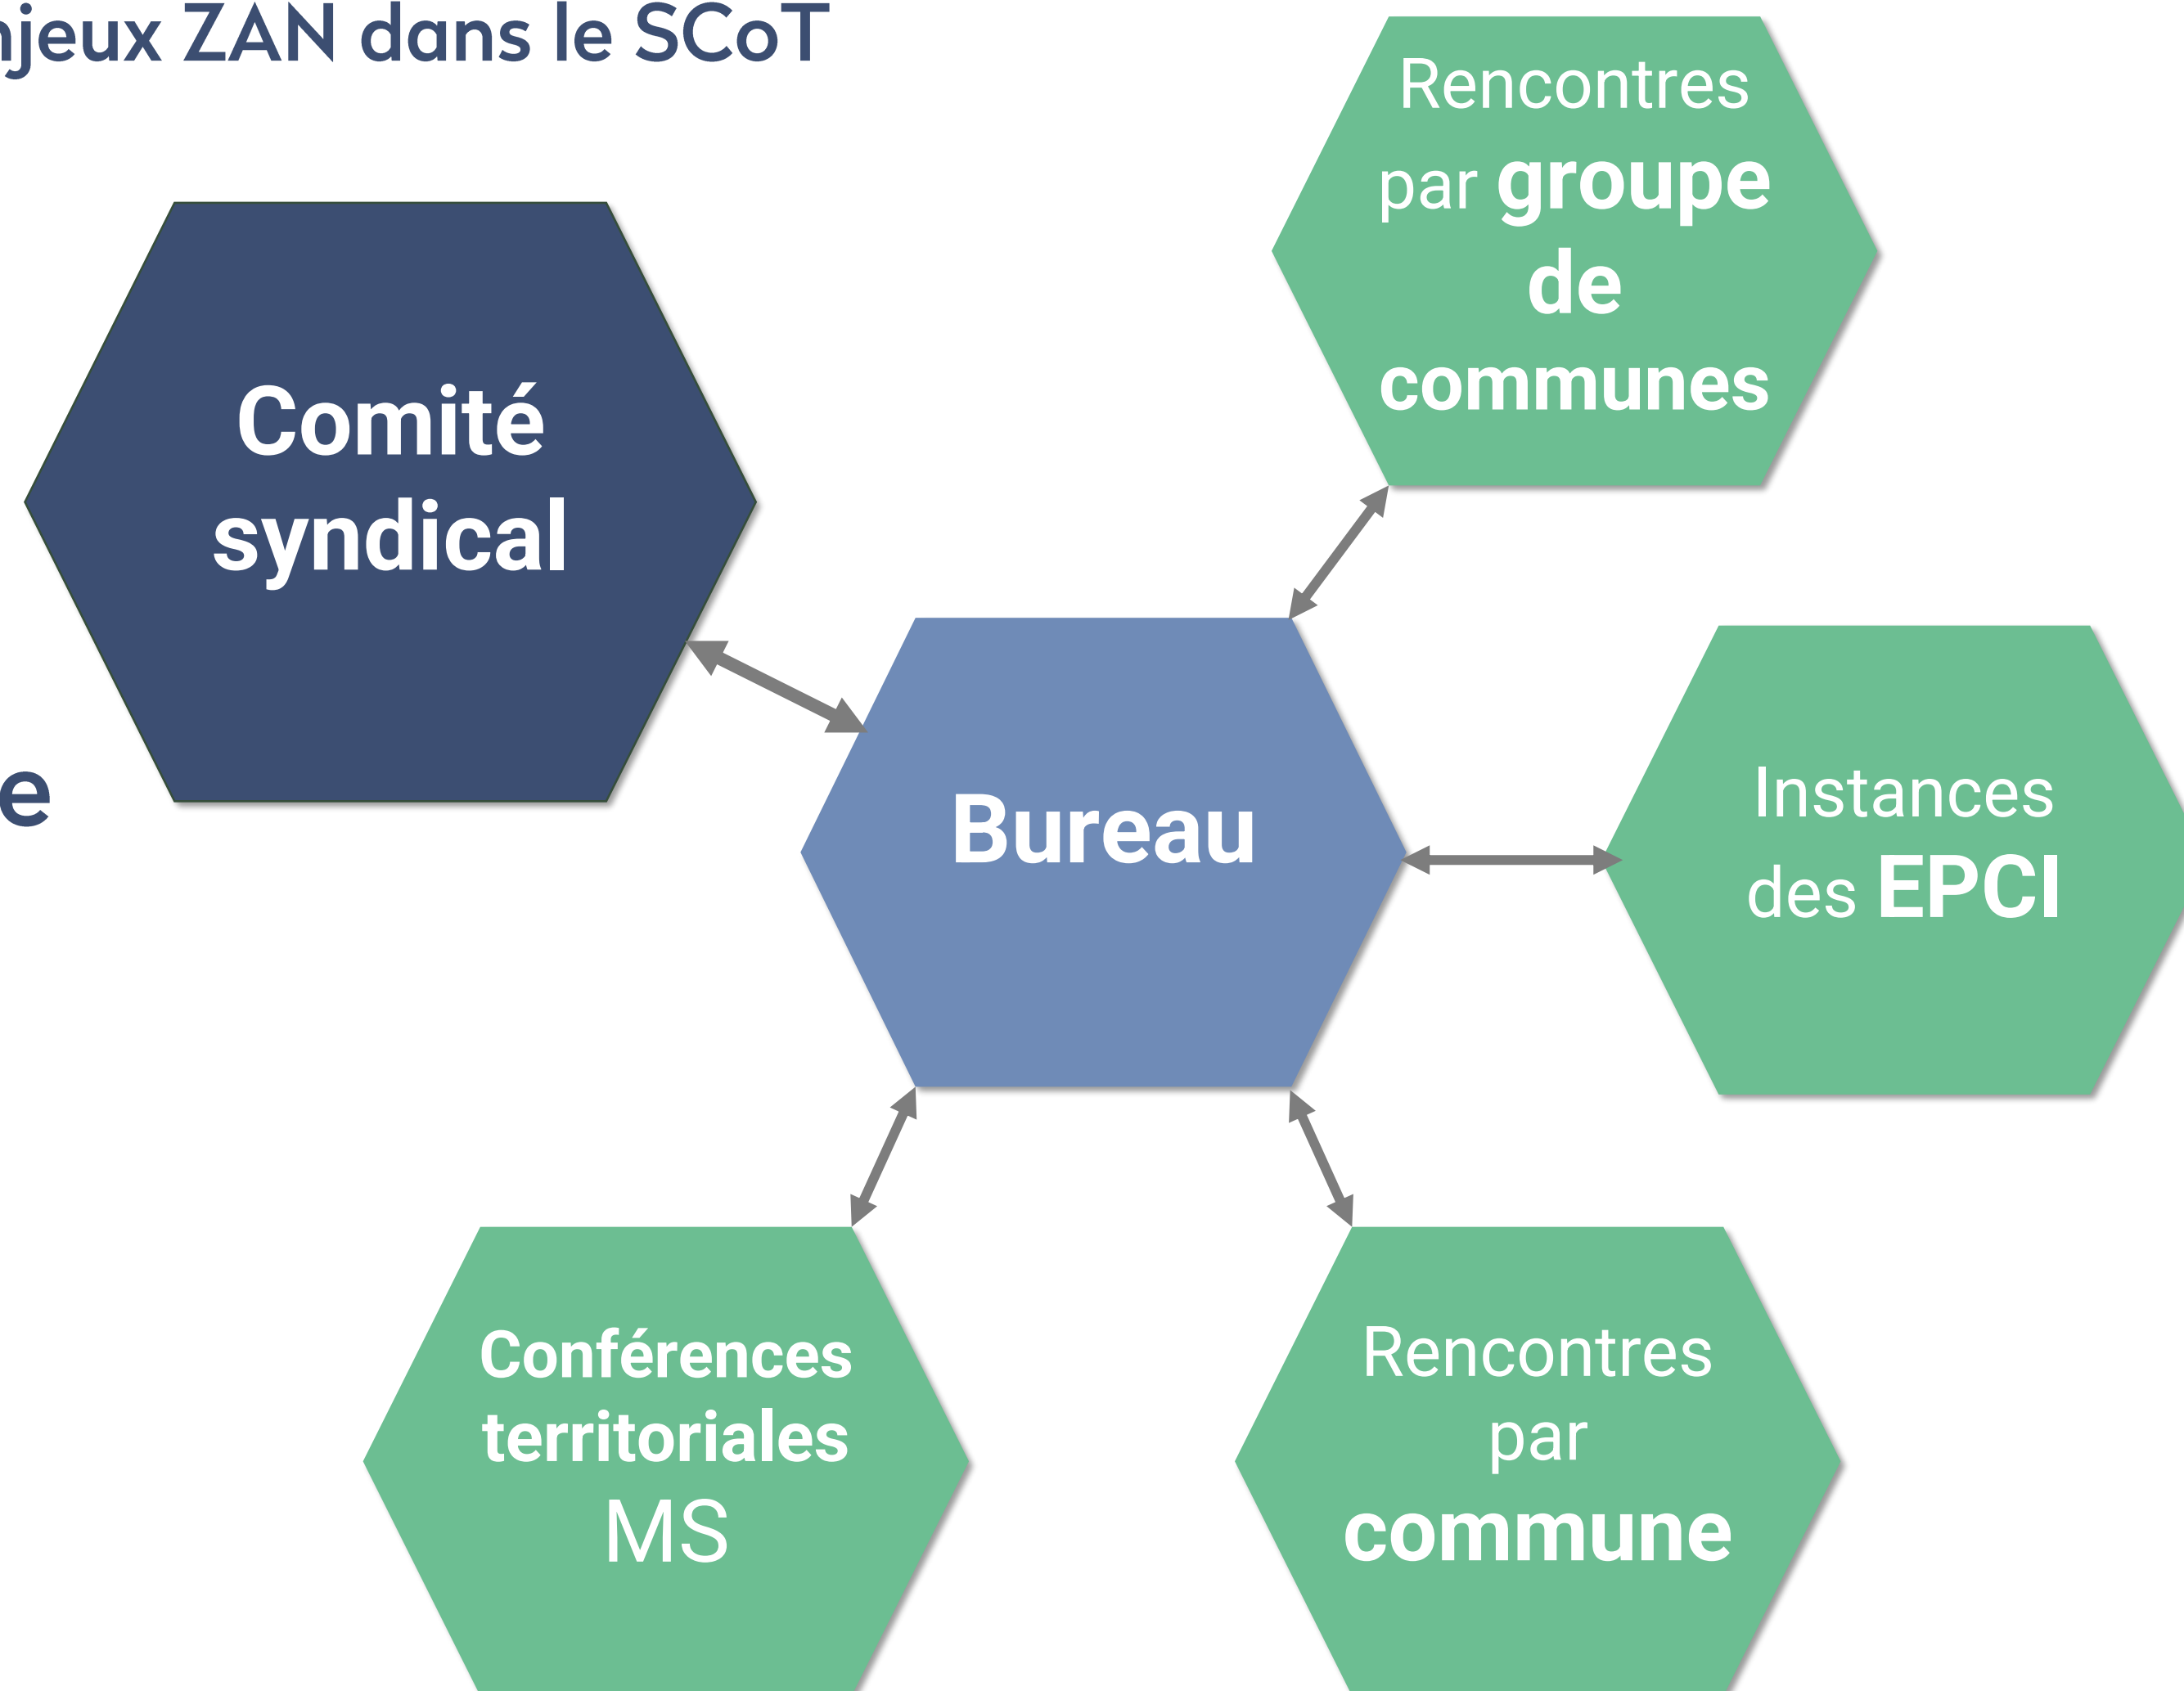 njeux ZAN dans le SCoT
Rencontres
par groupe
de
communes
Comité
syndical
e
Bureau
Instances
des EPCI
Conférences
territoriales
MS
Rencontres
par
commune